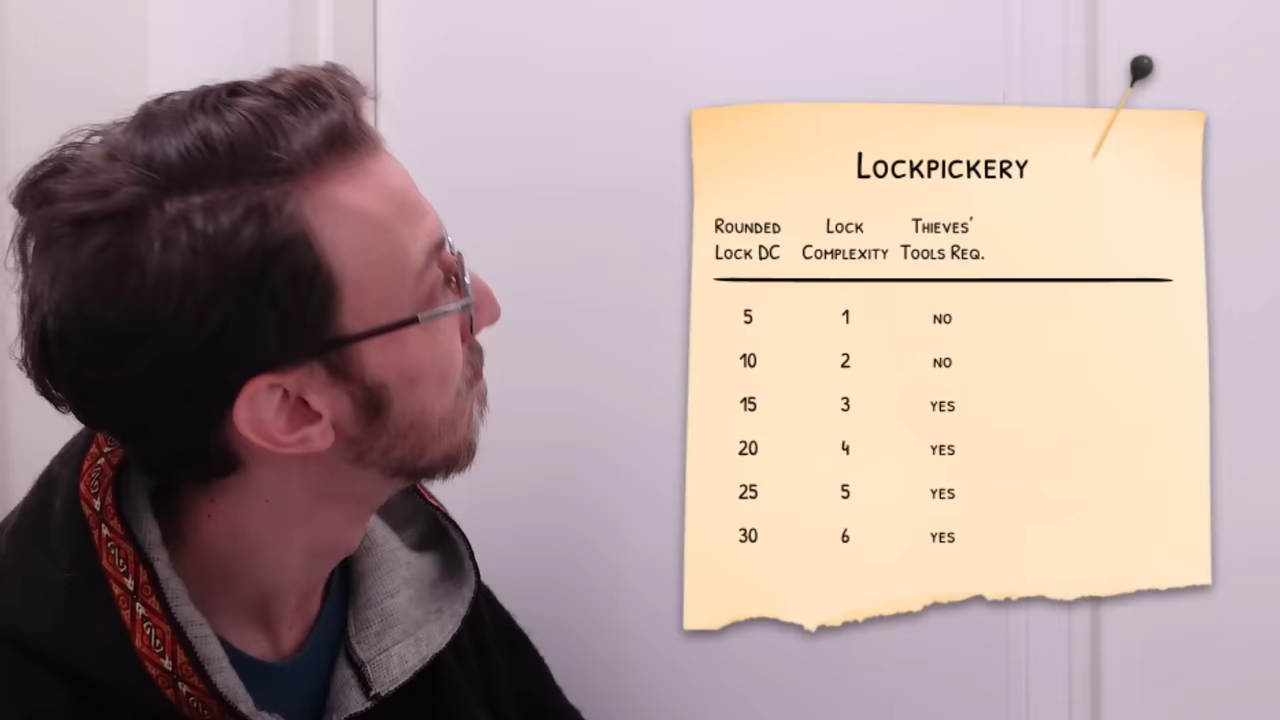 Lockpickery
Rounded Lock DC Lock Complexity Thieves' Tools Req.
5 1 no
10 2 no
15 3 yes
20 4 yes
25 5 yes
30 6 yes